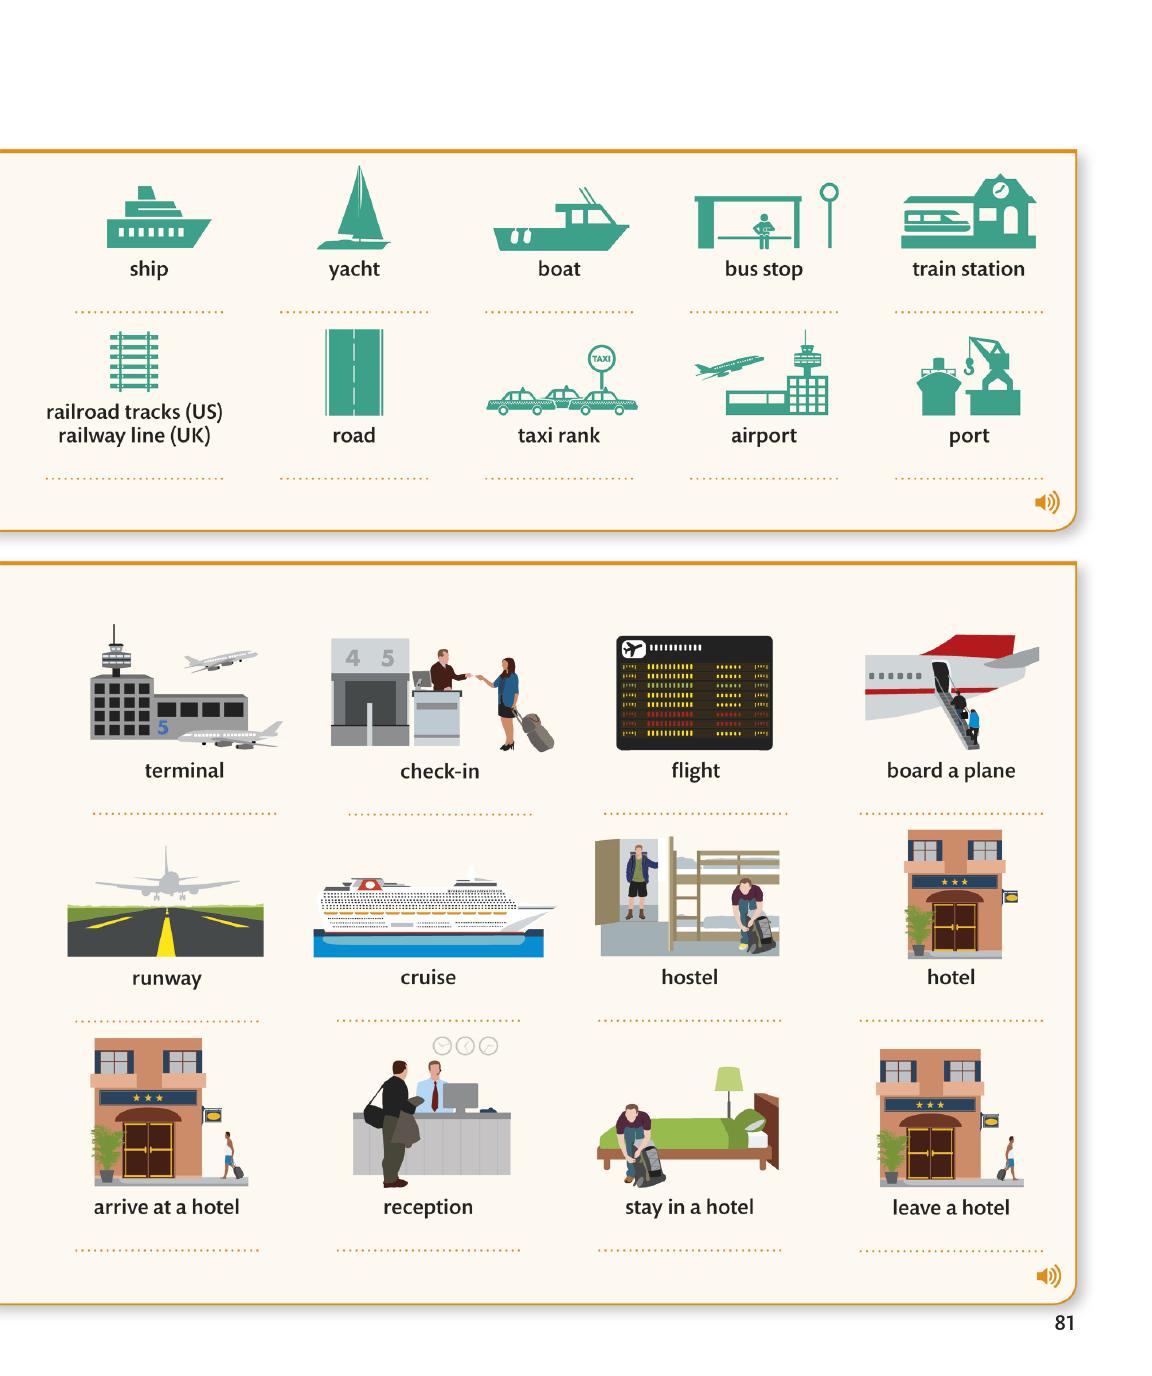 ship
yacht
boat
bus stop
train station
TAXI
railroad tracks (US)
railway line (UK)
road
taxi rank
airport
port
5
4 5
terminal
check-in
flight
board a plane
runway
cruise
hostel
hotel
arrive at a hotel
reception
stay in a hotel
leave a hotel
81